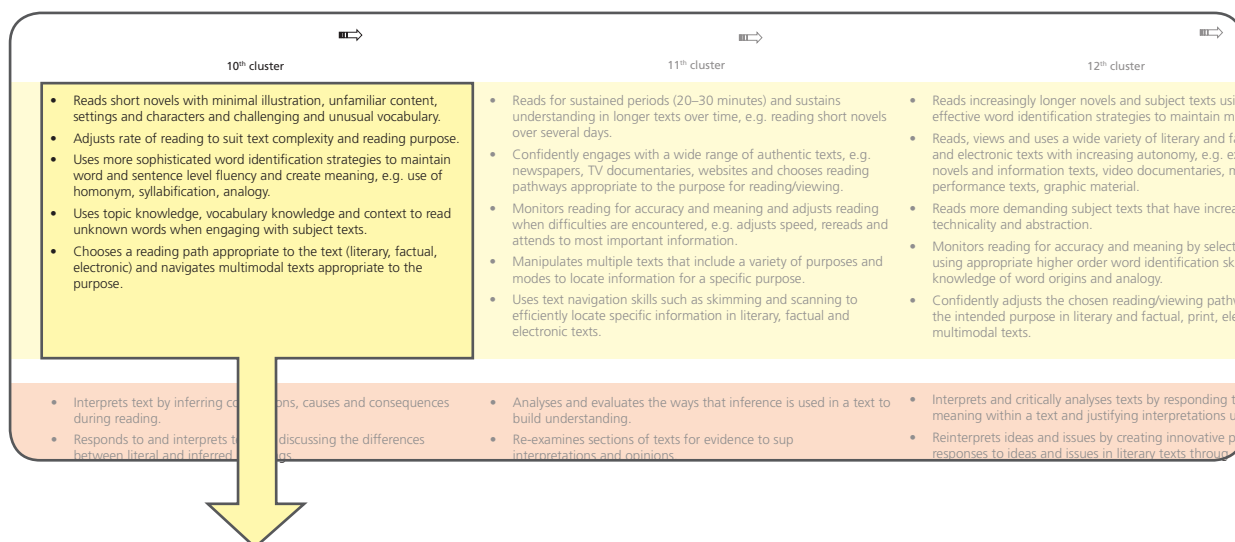 10th cluster
• Reads short novels with minimal illustration, unfamiliar content,
settings and characters and challenging and unusual vocabulary.
• Adjusts rate of reading to suit text complexity and reading purpose.
• Uses more sophisticated word identification strategies to maintain
word and sentence level fluency and create meaning, e.g. use of
homonym, syllabification, analogy.
• Uses topic knowledge, vocabulary knowledge and context to read
unknown words when engaging with subject texts.
• Chooses a reading path appropriate to the text (literary, factual,
electronic) and navigates multimodal texts appropriate to the
purpose.
• Interprets text by inferring, causes and consequences
during reading.
• Responds to and interprets discussing the differences
between literal and inferred
11th cluster
• Reads for sustained periods (20–30 minutes) and sustains
understanding in longer texts over time, e.g. reading short novels
over several days.
• Confidently engages with a wide range of authentic texts, e.g.
newspapers, TV documentaries, websites and chooses reading
pathways appropriate to the purpose for reading/viewing.
• Monitors reading for accuracy and meaning and adjusts reading
when difficulties are encountered, e.g. adjusts speed, rereads and
attends to most important information.
• Manipulates multiple texts that include a variety of purposes and
modes to locate information for a specific purpose.
• Uses text navigation skills such as skimming and scanning to
efficiently locate specific information in literary, factual and
electronic texts.
• Analyses and evaluates the ways that inference is used in a text to
build understanding.
• Re-examines sections of texts for evidence to sup
interpretations and opinions
12th cluster
• Reads increasingly longer novels and subject texts usi
effective word identification strategies to maintain m
• Reads, views and uses a wide variety of literary and fa
and electronic texts with increasing autonomy, e.g. e
novels and information texts, video documentaries, m
performance texts, graphic material.
• Reads more demanding subject texts that have increa
technicality and abstraction.
• Monitors reading for accuracy and meaning by select
using appropriate higher order word identification sk
knowledge of word origins and analogy.
• Confidently adjusts the chosen reading/viewing pathw
the intended purpose in literary and factual, print, ele
multimodal texts.
• Interprets and critically analyses texts by responding t
meaning within a text and justifying interpretations u
• Reinterprets ideas and issues by creating innovative p
responses to ideas and issues in literary texts throug